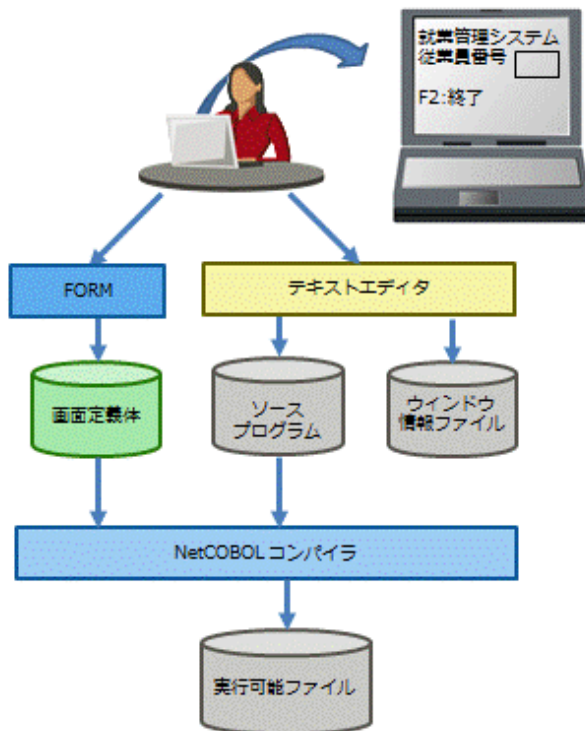 就業管理システム
従業員番号
F2:終了
FORM
テキストエディタ
画面定義体
ソース
プログラム
ウインドウ
情報ファイル
NetCOBOL コンパイラ
実行可能ファイル